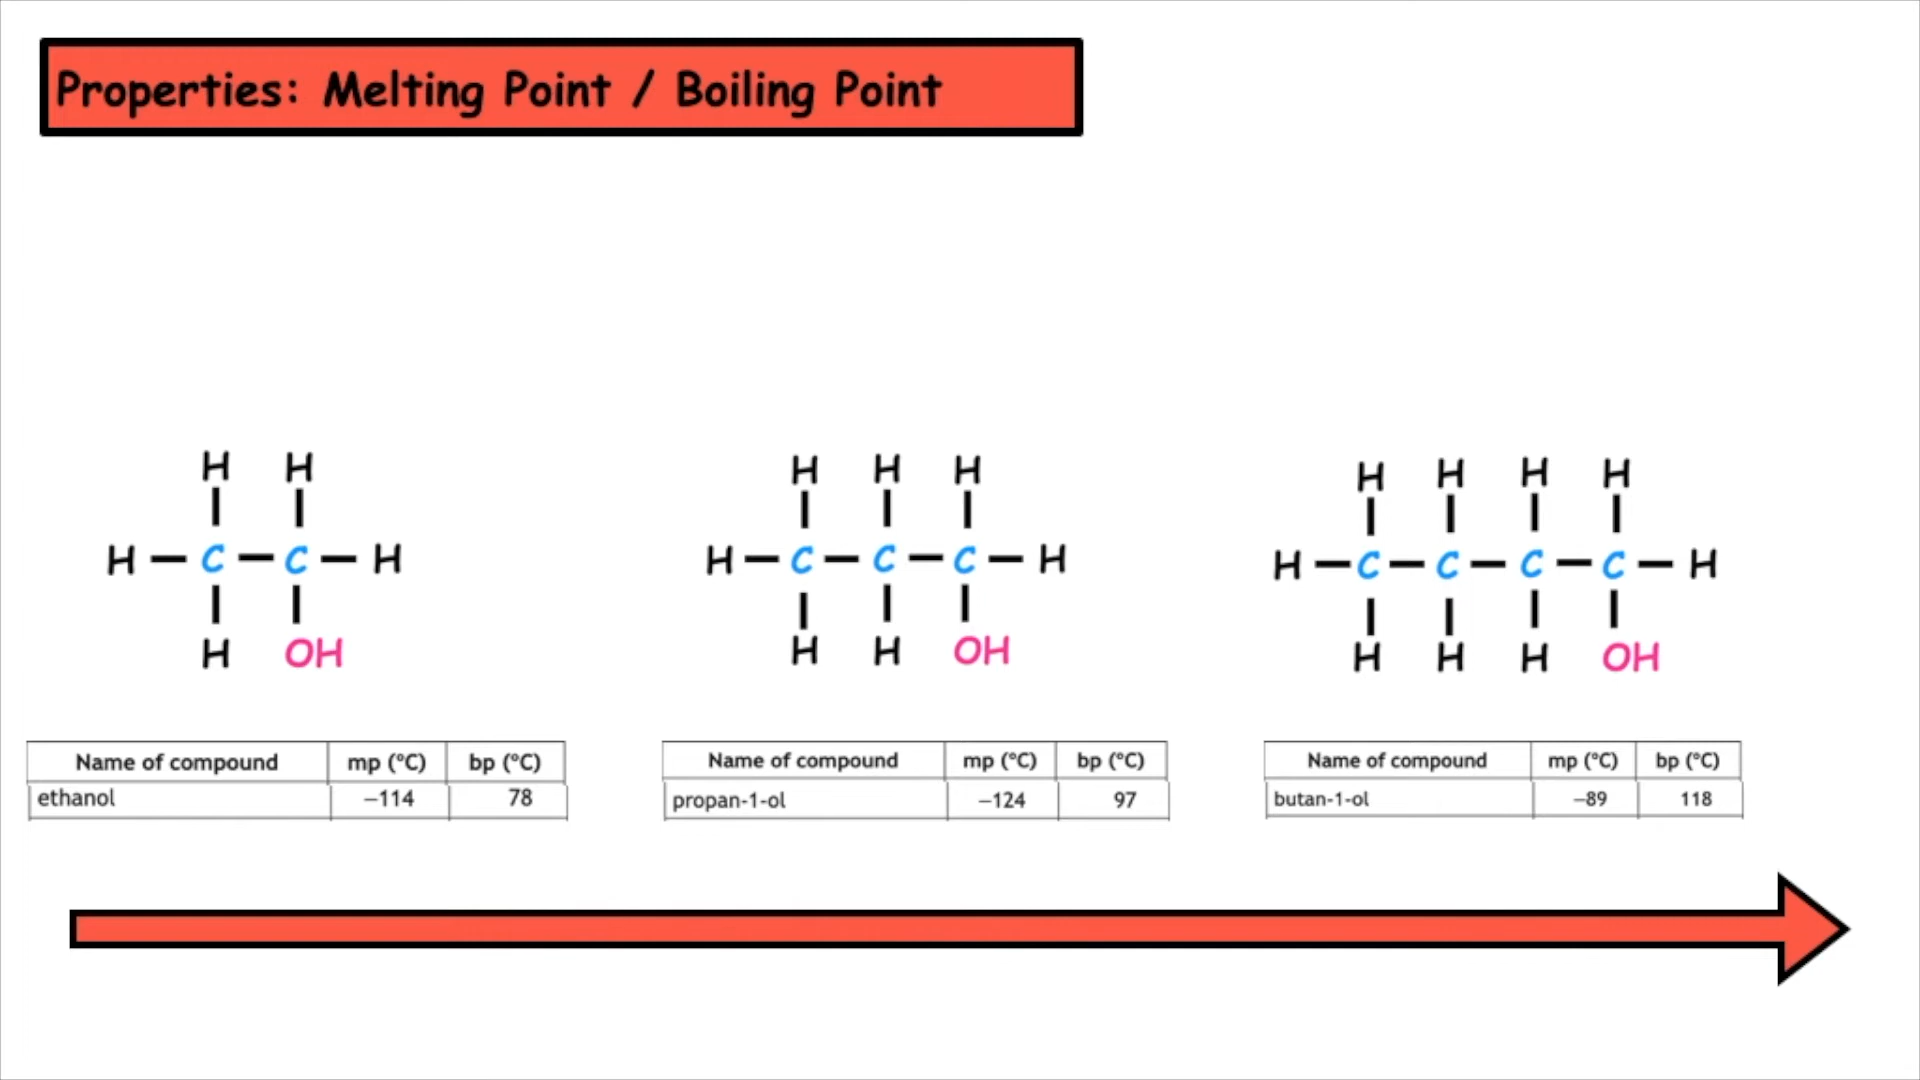 Properties: Melting Point / Boiling Point
H H
H C C H
H OH
H H H
H C C C H
H H OH
H H H H
H C C C C H
H H H OH
Name of compound mp (°C) bp (°C)
ethanol –114 78
Name of compound mp (°C) bp (°C)
propan-1-ol –124 97
Name of compound mp (°C) bp (°C)
butan-1-ol –89 118